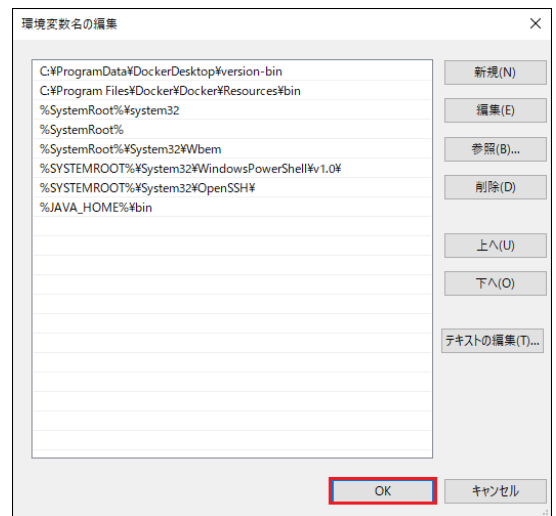 環境変数名の編集
C:¥ProgramData¥DockerDesktop¥version-bin
C:¥Program Files¥Docker¥Docker¥Resources¥bin
%SystemRoot%¥system32
%SystemRoot%
%SystemRoot%¥System32¥Wbem
%SYSTEMROOT%¥System32¥WindowsPowerShell¥v1.0¥
%SYSTEMROOT%¥System32¥OpenSSH¥
%JAVA_HOME%¥bin
新規(N)
編集(E)
参照(B)...
削除(D)
上へ(U)
下へ(O)
テキストの編集(T)...
OK
キャンセル